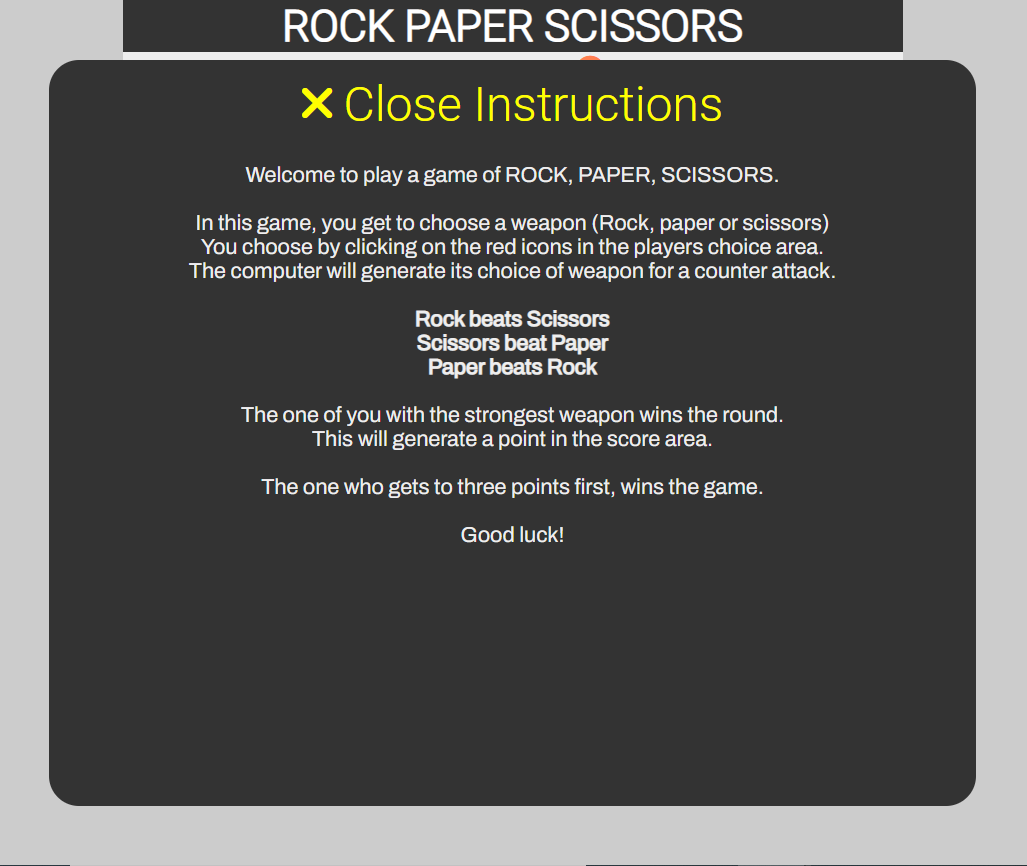 ROCK PAPER SCISSORS
Close Instructions
Welcome to play a game of ROCK, PAPER, SCISSORS.
In this game, you get to choose a weapon (Rock, paper or scissors)
You choose by clicking on the red icons in the players choice area.
The computer will generate its choice of weapon for a counter attack.
Rock beats Scissors
Scissors beat Paper
Paper beats Rock
The one of you with the strongest weapon wins the round.
This will generate a point in the score area.
The one who gets to three points first, wins the game.
Good luck!